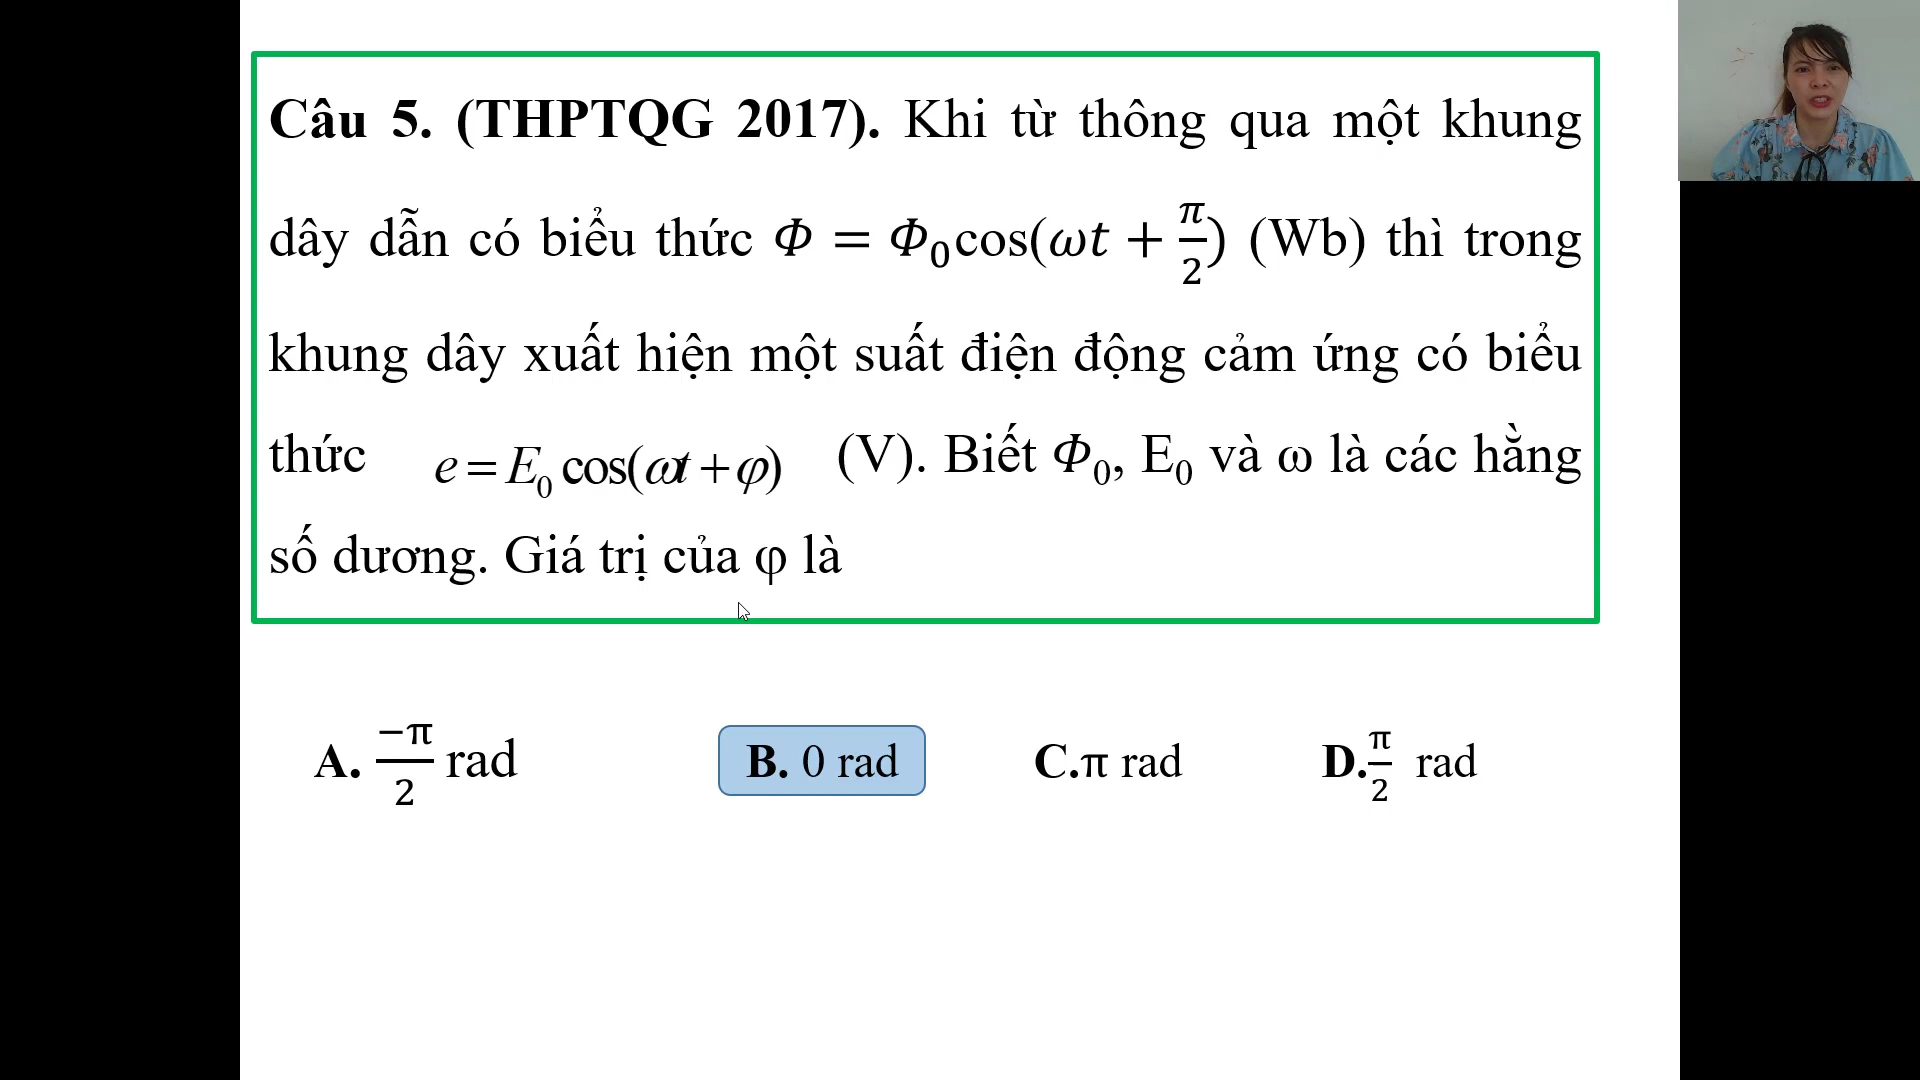 Câu 5. (THPTQG 2017). Khi từ thông qua một khung
dây dẫn có biểu thức Φ = Φ₀cos(ωt + π/2) (Wb) thì trong
khung dây xuất hiện một suất điện động cảm ứng có biểu
thức e = E₀ cos(ωt + φ) (V). Biết Φ₀, E₀ và ω là các hằng
số dương. Giá trị của φ là
A. −π/2 rad B. 0 rad C.π rad D.π/2 rad